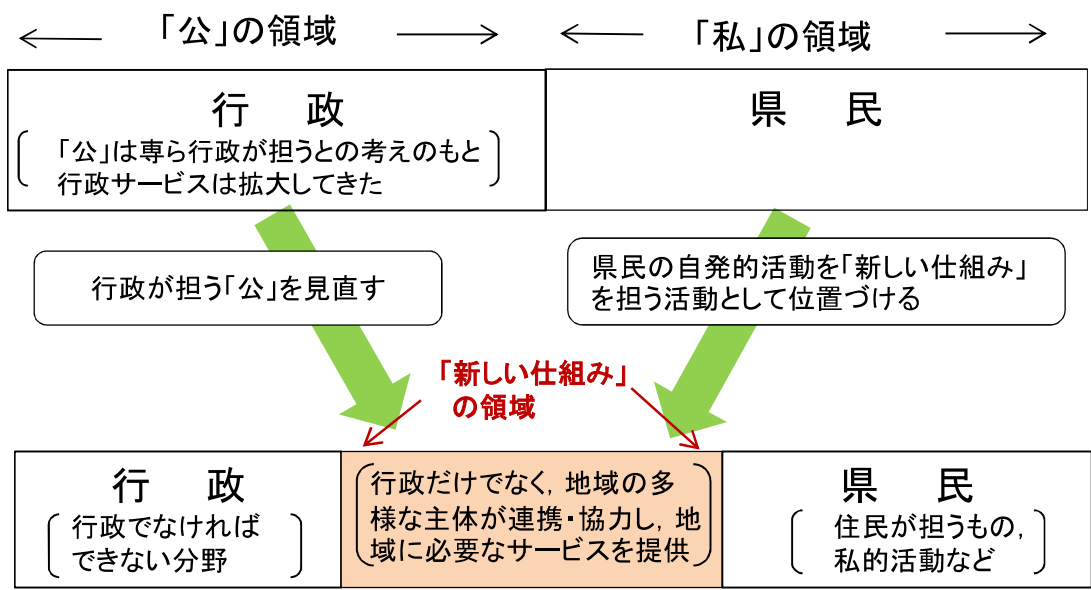 「公」の領域
「私」の領域
行　政
「公」は専ら行政が担うとの考えのもと
行政サービスは拡大してきた
県　民
行政が担う「公」を見直す
県民の自発的活動を「新しい仕組み」
を担う活動として位置づける
「新しい仕組み」
の領域
行　政
行政でなければ
できない分野
行政だけでなく，地域の多
様な主体が連携・協力し，地
域に必要なサービスを提供
県　民
住民が担うもの，
私的活動など